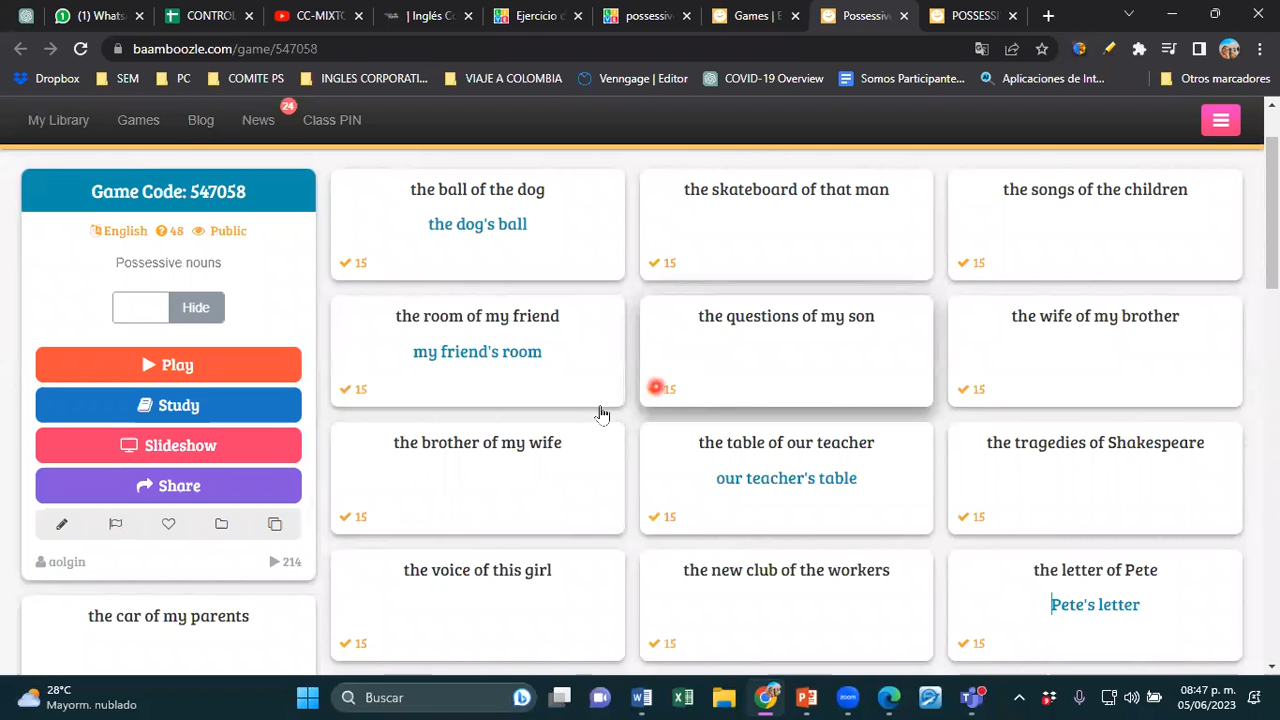 (1) Whats
CONTROL
CC-MIXTO
Inglés Co
Ejercicio d
possessiv
Games | B
Possessiv
POSSESSI
baamboozle.com/game/547058
Dropbox
SEM
PC
COMITE PS
INGLES CORPORATI...
VIAJE A COLOMBIA
Venngage | Editor
COVID-19 Overview
Somos Participante...
Aplicaciones de Int...
Otros marcadores
My Library
Games
Blog
News
24
Class PIN
Game Code: 547058
English 48 Public
Possessive nouns
Hide
Play
Study
Slideshow
Share
aolgin
214
the car of my parents
the ball of the dog
the dog's ball
15
the skateboard of that man
15
the songs of the children
15
the room of my friend
my friend's room
15
the questions of my son
15
the wife of my brother
15
the brother of my wife
15
the table of our teacher
our teacher's table
15
the tragedies of Shakespeare
15
the voice of this girl
15
the new club of the workers
15
the letter of Pete
Pete's letter
15
28°C
Mayorm. nublado
Buscar
08:47 p. m.
05/06/2023